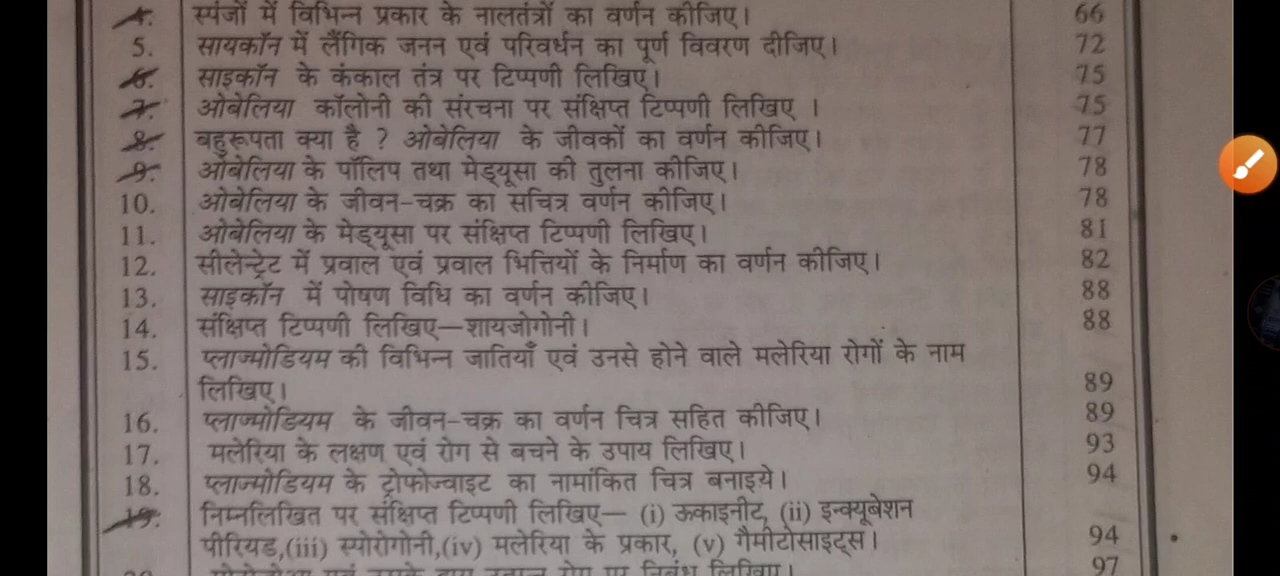 4. स्पंजों में विभिन्न प्रकार के नालतंत्रों का वर्णन कीजिए। 66
5. सायकॉन में लैंगिक जनन एवं परिवर्धन का पूर्ण विवरण दीजिए। 72
6. साइकॉन के कंकाल तंत्र पर टिप्पणी लिखिए। 75
7. ओबेलिया कॉलोनी की संरचना पर संक्षिप्त टिप्पणी लिखिए । 75
8. बहुरूपता क्या है ? ओबेलिया के जीवकों का वर्णन कीजिए। 77
9. ओबेलिया के पॉलिप तथा मेड्यूसा की तुलना कीजिए। 78
10. ओबेलिया के जीवन-चक्र का सचित्र वर्णन कीजिए। 78
11. ओबेलिया के मेड्यूसा पर संक्षिप्त टिप्पणी लिखिए। 81
12. सीलेन्ट्रेट में प्रवाल एवं प्रवाल भित्तियों के निर्माण का वर्णन कीजिए। 82
13. साइकॉन में पोषण विधि का वर्णन कीजिए। 88
14. संक्षिप्त टिप्पणी लिखिए—शायजोगोनी। 88
15. प्लाज्मोडियम की विभिन्न जातियाँ एवं उनसे होने वाले मलेरिया रोगों के नाम
लिखिए। 89
16. प्लाज्मोडियम के जीवन-चक्र का वर्णन चित्र सहित कीजिए। 89
17. मलेरिया के लक्षण एवं रोग से बचने के उपाय लिखिए। 93
18. प्लाज्मोडियम के ट्रोफोज्वाइट का नामांकित चित्र बनाइये। 94
19. निम्नलिखित पर संक्षिप्त टिप्पणी लिखिए— (i) ऊकाइनीट, (ii) इन्क्यूबेशन
पीरियड,(iii) स्पोरोगोनी,(iv) मलेरिया के प्रकार, (v) गैमीटोसाइट्स। 94
पर निबंध लिखिए। 97